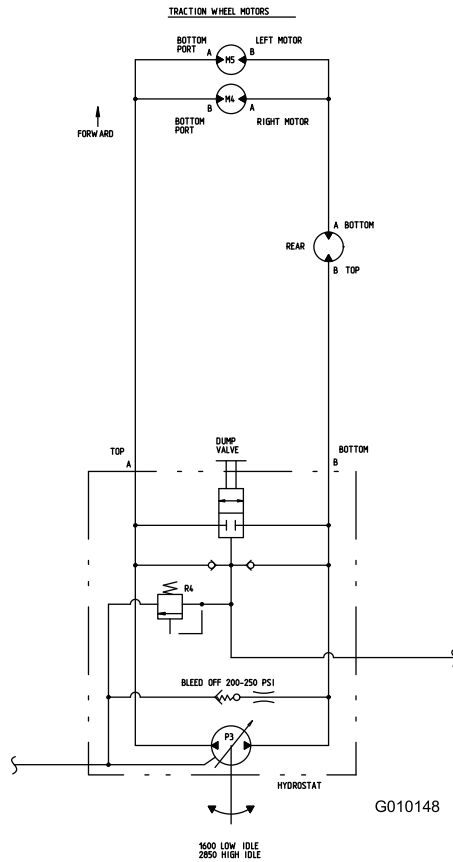 TRACTION WHEEL MOTORS
BOTTOM PORT
A
M5
B
LEFT MOTOR
B
M4
A
BOTTOM PORT
RIGHT MOTOR
FORWARD
A BOTTOM
REAR
B TOP
DUMP VALVE
TOP
A
BOTTOM
B
R4
BLEED OFF 200-250 PSI
P3
HYDROSTAT
G010148
1600 LOW IDLE
2850 HIGH IDLE